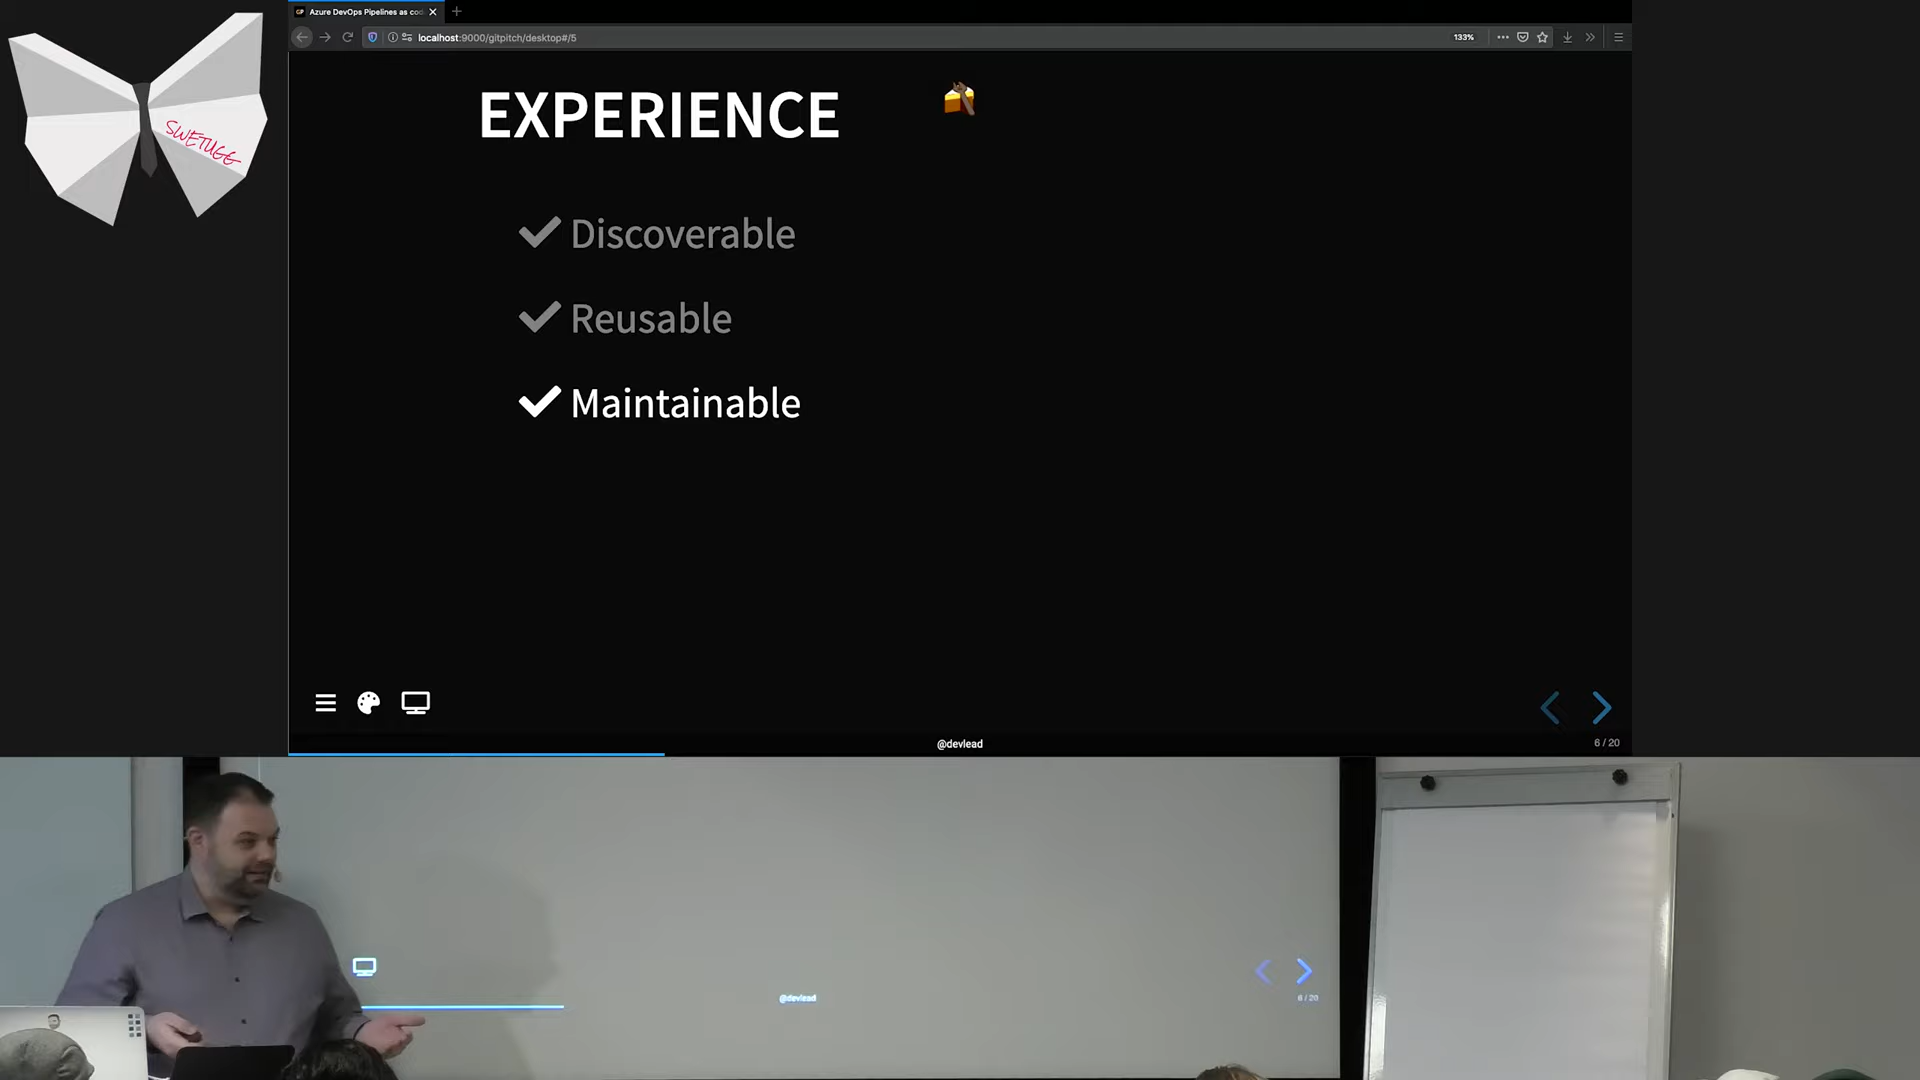 Azure DevOps Pipelines as cod
localhost:9000/gitpitch/desktop#/5
133%
SWETUGG
EXPERIENCE
Discoverable
Reusable
Maintainable
@devlead
6 / 20
@devlead
6 / 20